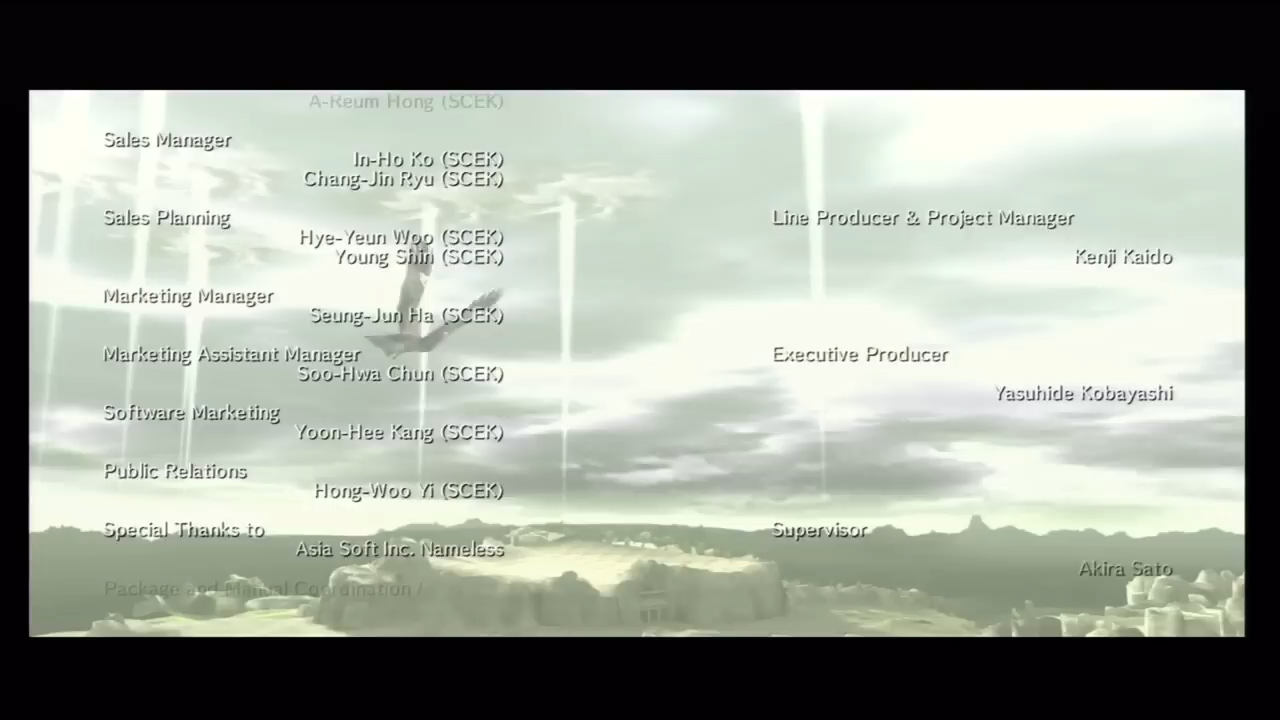 A-Reum Hong (SCEK)
Sales Manager
In-Ho Ko (SCEK)
Chang-Jin Ryu (SCEK)
Sales Planning
Hye-Yeun Woo (SCEK)
Young Shin (SCEK)
Marketing Manager
Seung-Jun Ha (SCEK)
Marketing Assistant Manager
Soo-Hwa Chun (SCEK)
Software Marketing
Yoon-Hee Kang (SCEK)
Public Relations
Hong-Woo Yi (SCEK)
Special Thanks to
Asia Soft Inc. Nameless
Package and Manual Coordination /
Line Producer & Project Manager
Kenji Kaido
Executive Producer
Yasuhide Kobayashi
Supervisor
Akira Sato